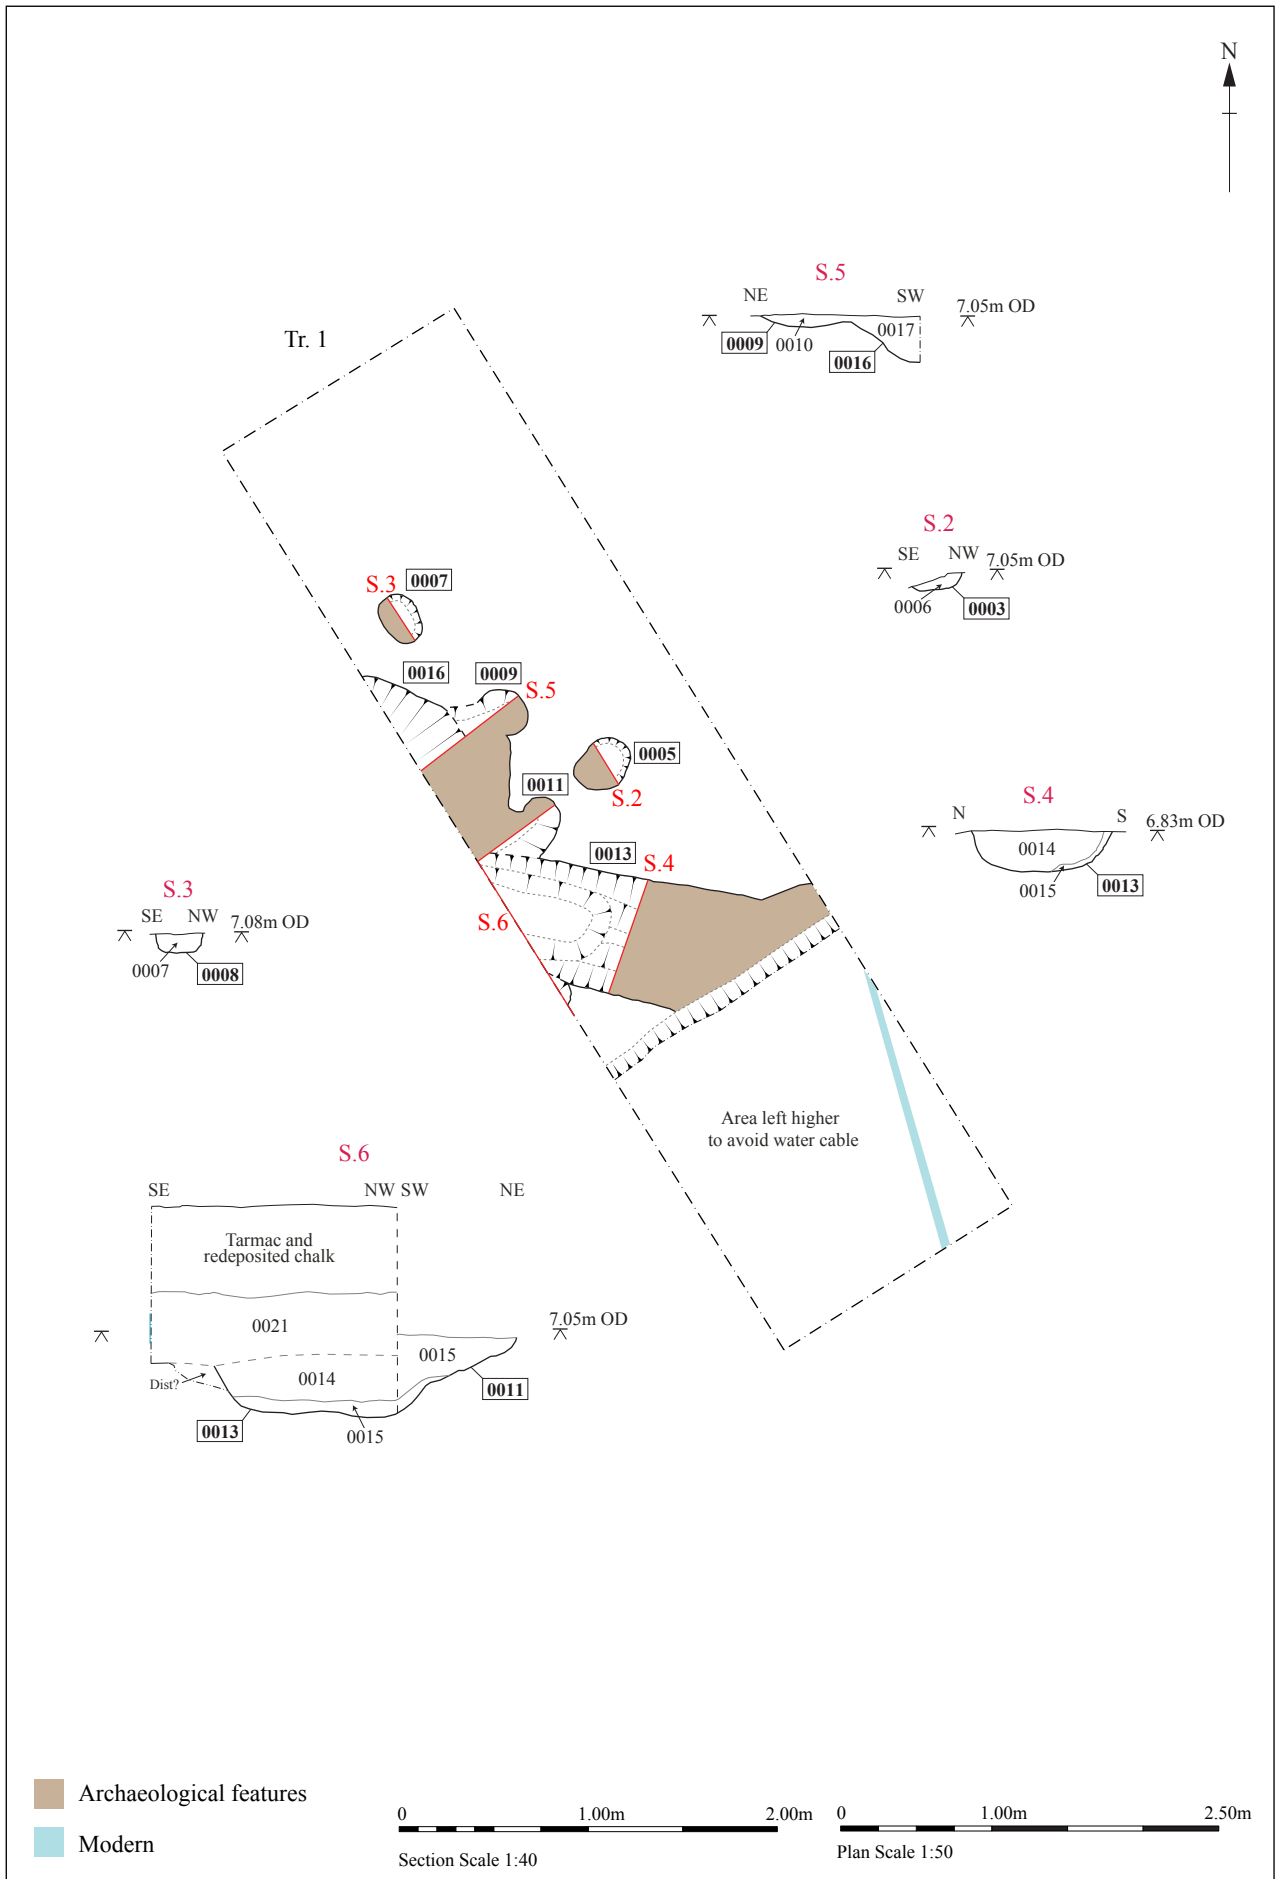 N
S.5
NE SW 7.05m OD
0017
0009 0010
0016
Tr. 1
S.2
SE NW 7.05m OD
0006 0003
S.3 0007
0016 0009
S.5
0005
0011
S.2
0013 S.4
S.6
S.4
N S 6.83m OD
0014
0015 0013
S.3
SE NW 7.08m OD
0007 0008
Area left higher
to avoid water cable
S.6
SE NW SW NE
Tarmac and
redeposited chalk
0021
7.05m OD
0015
Dist? 0014
0011
0013
0015
Archaeological features
Modern
0 1.00m 2.00m
Section Scale 1:40
0 1.00m 2.50m
Plan Scale 1:50